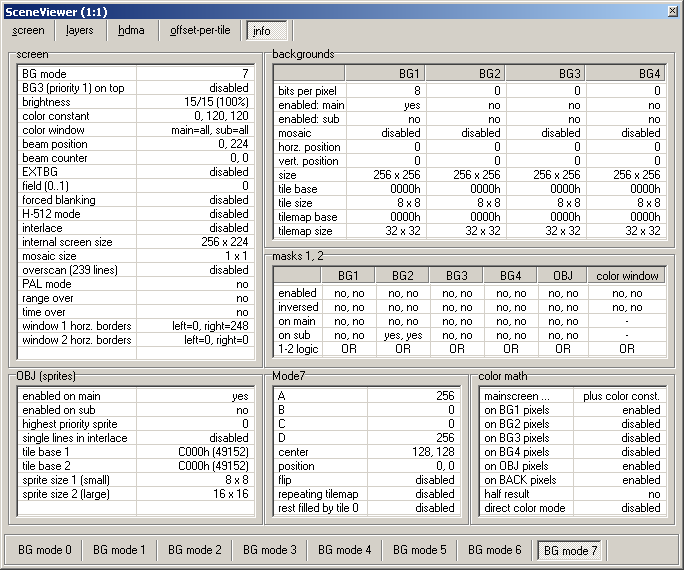 SceneViewer (1:1)
screen layers hdma offset-per-tile info
screen
BG mode 7
BG3 (priority 1) on top disabled
brightness 15/15 (100%)
color constant 0, 120, 120
color window main=all, sub=all
beam position 0, 224
beam counter 0, 0
EXTBG disabled
field (0..1) 0
forced blanking disabled
H-512 mode disabled
interlace disabled
internal screen size 256 x 224
mosaic size 1 x 1
overscan (239 lines) disabled
PAL mode no
range over no
time over no
window 1 horz. borders left=0, right=248
window 2 horz. borders left=0, right=0
backgrounds
BG1 BG2 BG3 BG4
bits per pixel 8 0 0 0
enabled: main yes no no no
enabled: sub no no no no
mosaic disabled disabled disabled disabled
horz. position 0 0 0 0
vert. position 0 0 0 0
size 256 x 256 256 x 256 256 x 256 256 x 256
tile base 0000h 0000h 0000h 0000h
tile size 8 x 8 8 x 8 8 x 8 8 x 8
tilemap base 0000h 0000h 0000h 0000h
tilemap size 32 x 32 32 x 32 32 x 32 32 x 32
masks 1, 2
BG1 BG2 BG3 BG4 OBJ color window
enabled no, no no, no no, no no, no no, no no, no
inversed no, no no, no no, no no, no no, no no, no
on main no, no no, no no, no no, no no, no -
on sub no, no yes, yes no, no no, no no, no -
1-2 logic OR OR OR OR OR OR
OBJ (sprites)
enabled on main yes
enabled on sub no
highest priority sprite 0
single lines in interlace disabled
tile base 1 C000h (49152)
tile base 2 C000h (49152)
sprite size 1 (small) 8 x 8
sprite size 2 (large) 16 x 16
Mode7
A 256
B 0
C 0
D 256
center 128, 128
position 0, 0
flip disabled
repeating tilemap disabled
rest filled by tile 0 disabled
color math
mainscreen ... plus color const.
on BG1 pixels enabled
on BG2 pixels disabled
on BG3 pixels disabled
on BG4 pixels disabled
on OBJ pixels enabled
on BACK pixels enabled
half result no
direct color mode disabled
BG mode 0 BG mode 1 BG mode 2 BG mode 3 BG mode 4 BG mode 5 BG mode 6 BG mode 7